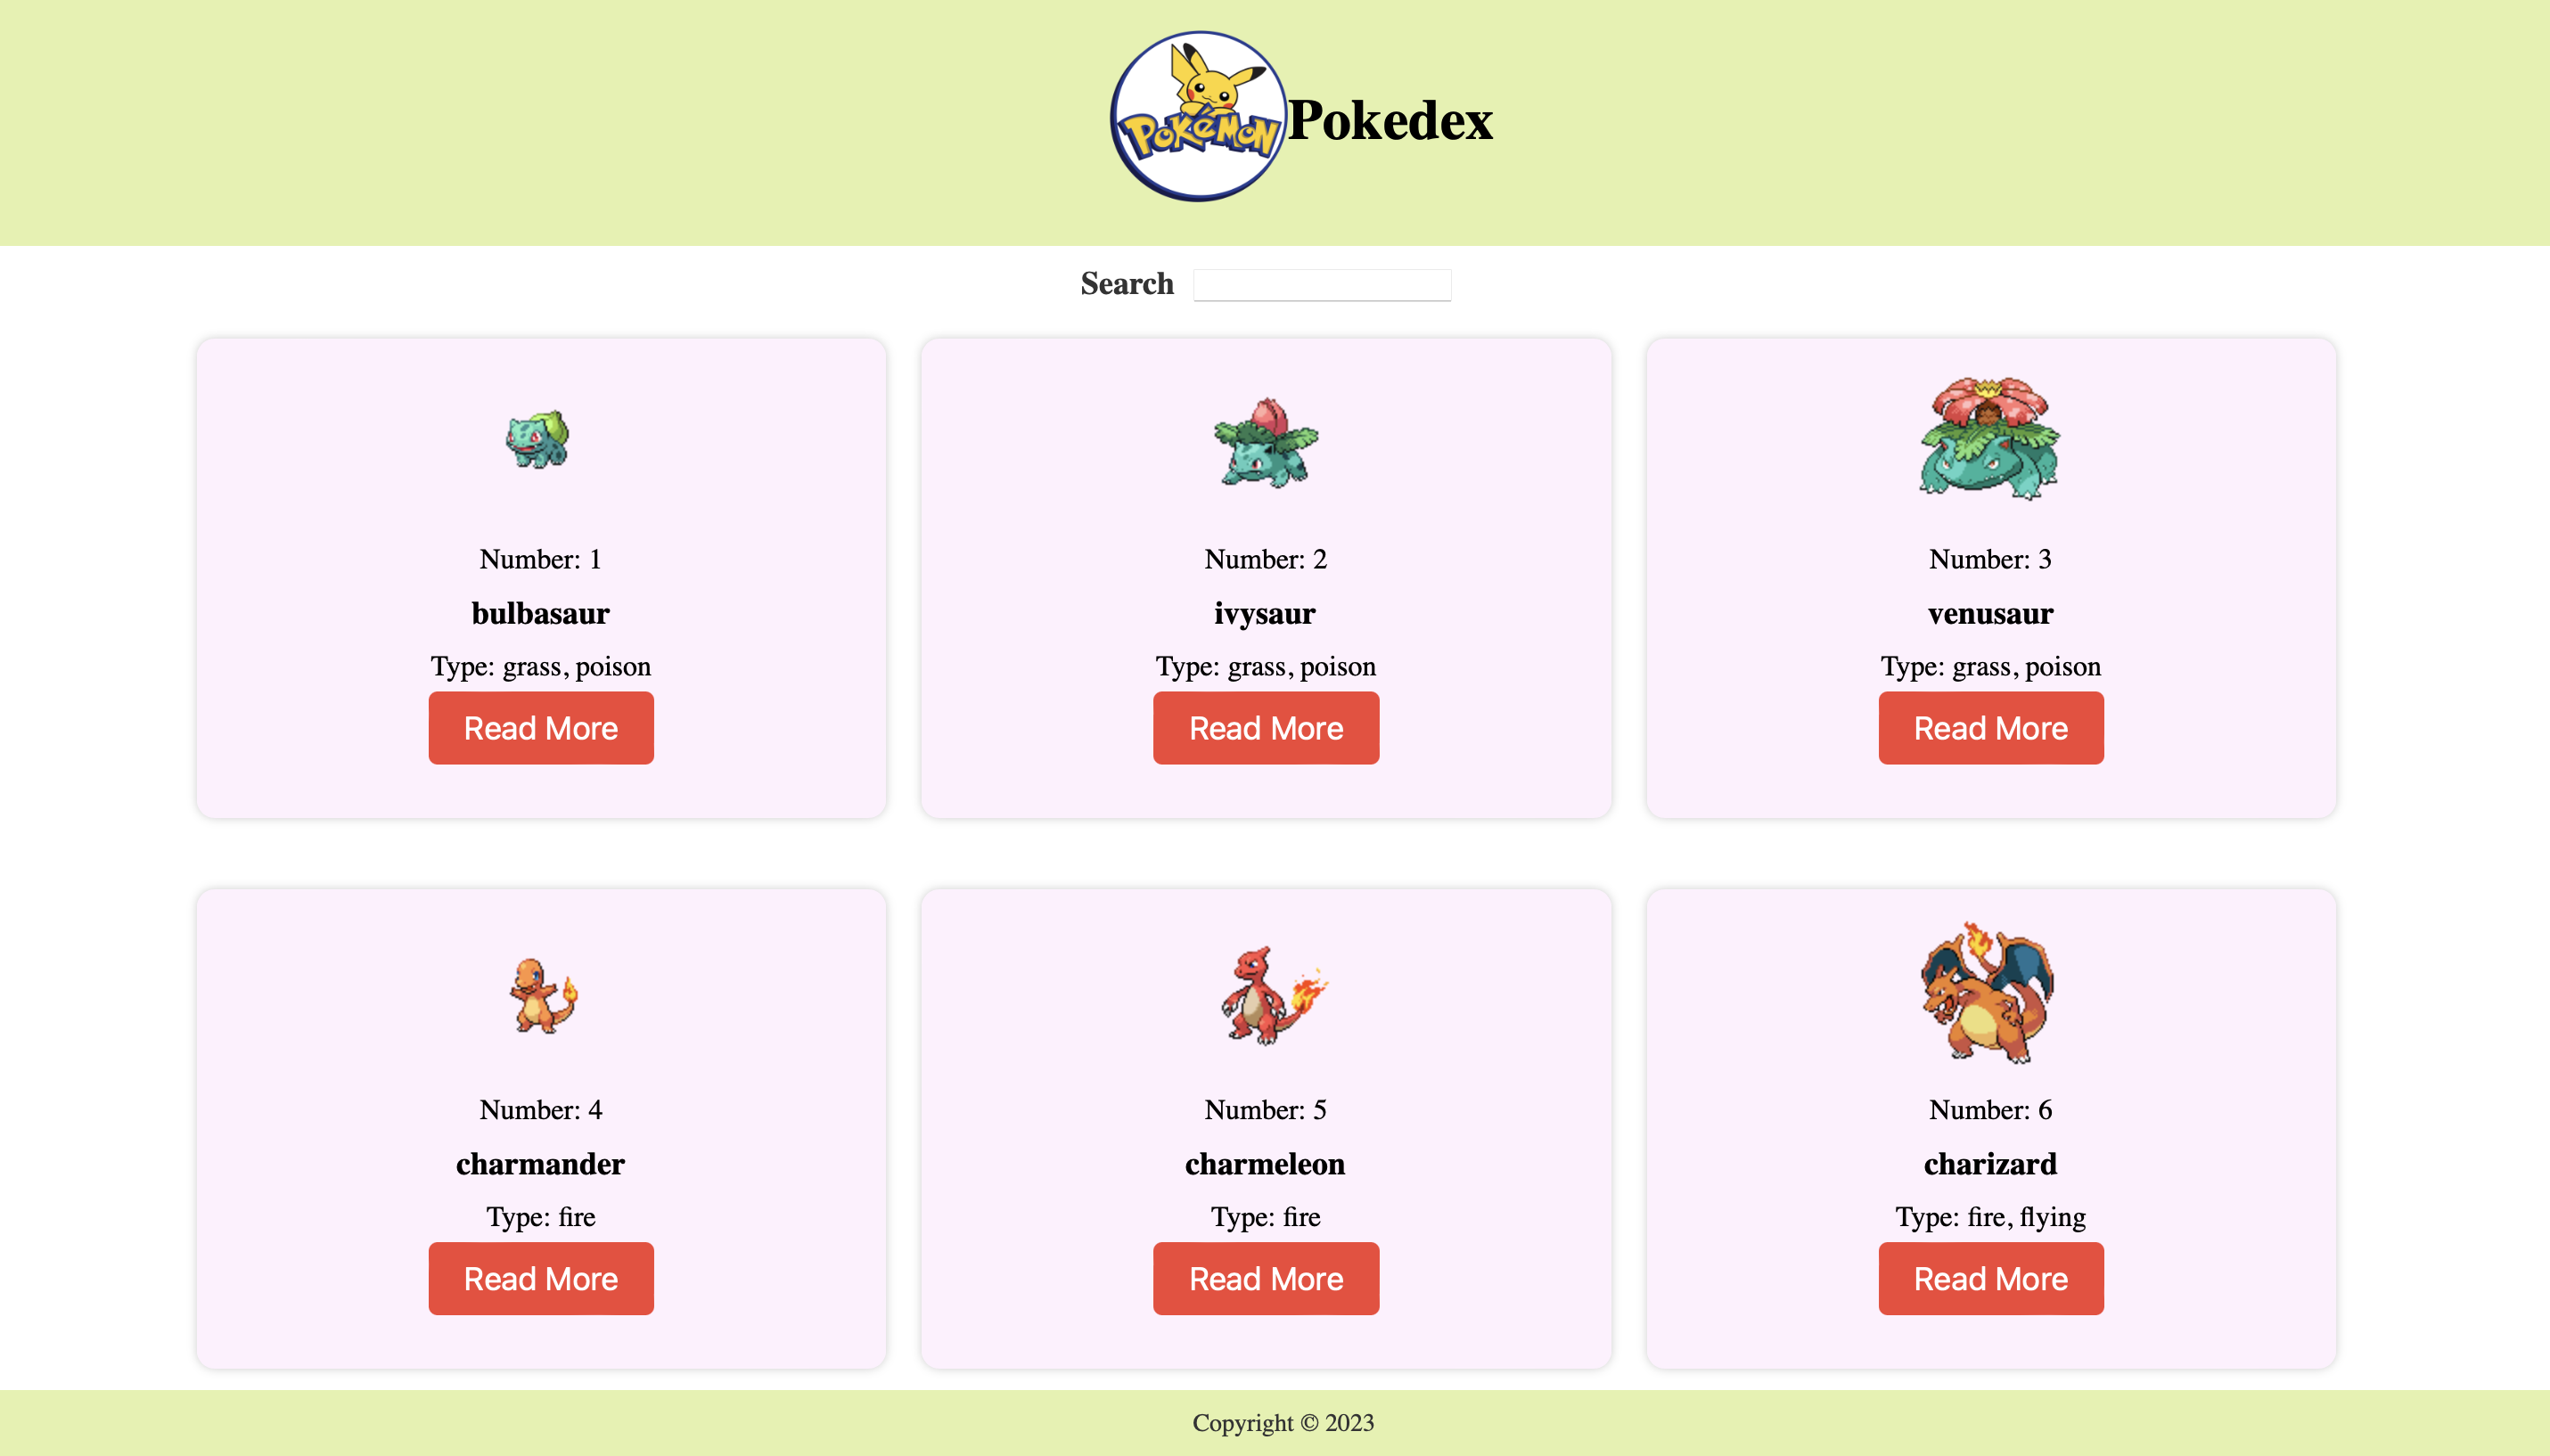 POKéMON
Pokedex
Search
Number: 1
bulbasaur
Type: grass, poison
Read More
Number: 2
ivysaur
Type: grass, poison
Read More
Number: 3
venusaur
Type: grass, poison
Read More
Number: 4
charmander
Type: fire
Read More
Number: 5
charmeleon
Type: fire
Read More
Number: 6
charizard
Type: fire, flying
Read More
Copyright © 2023